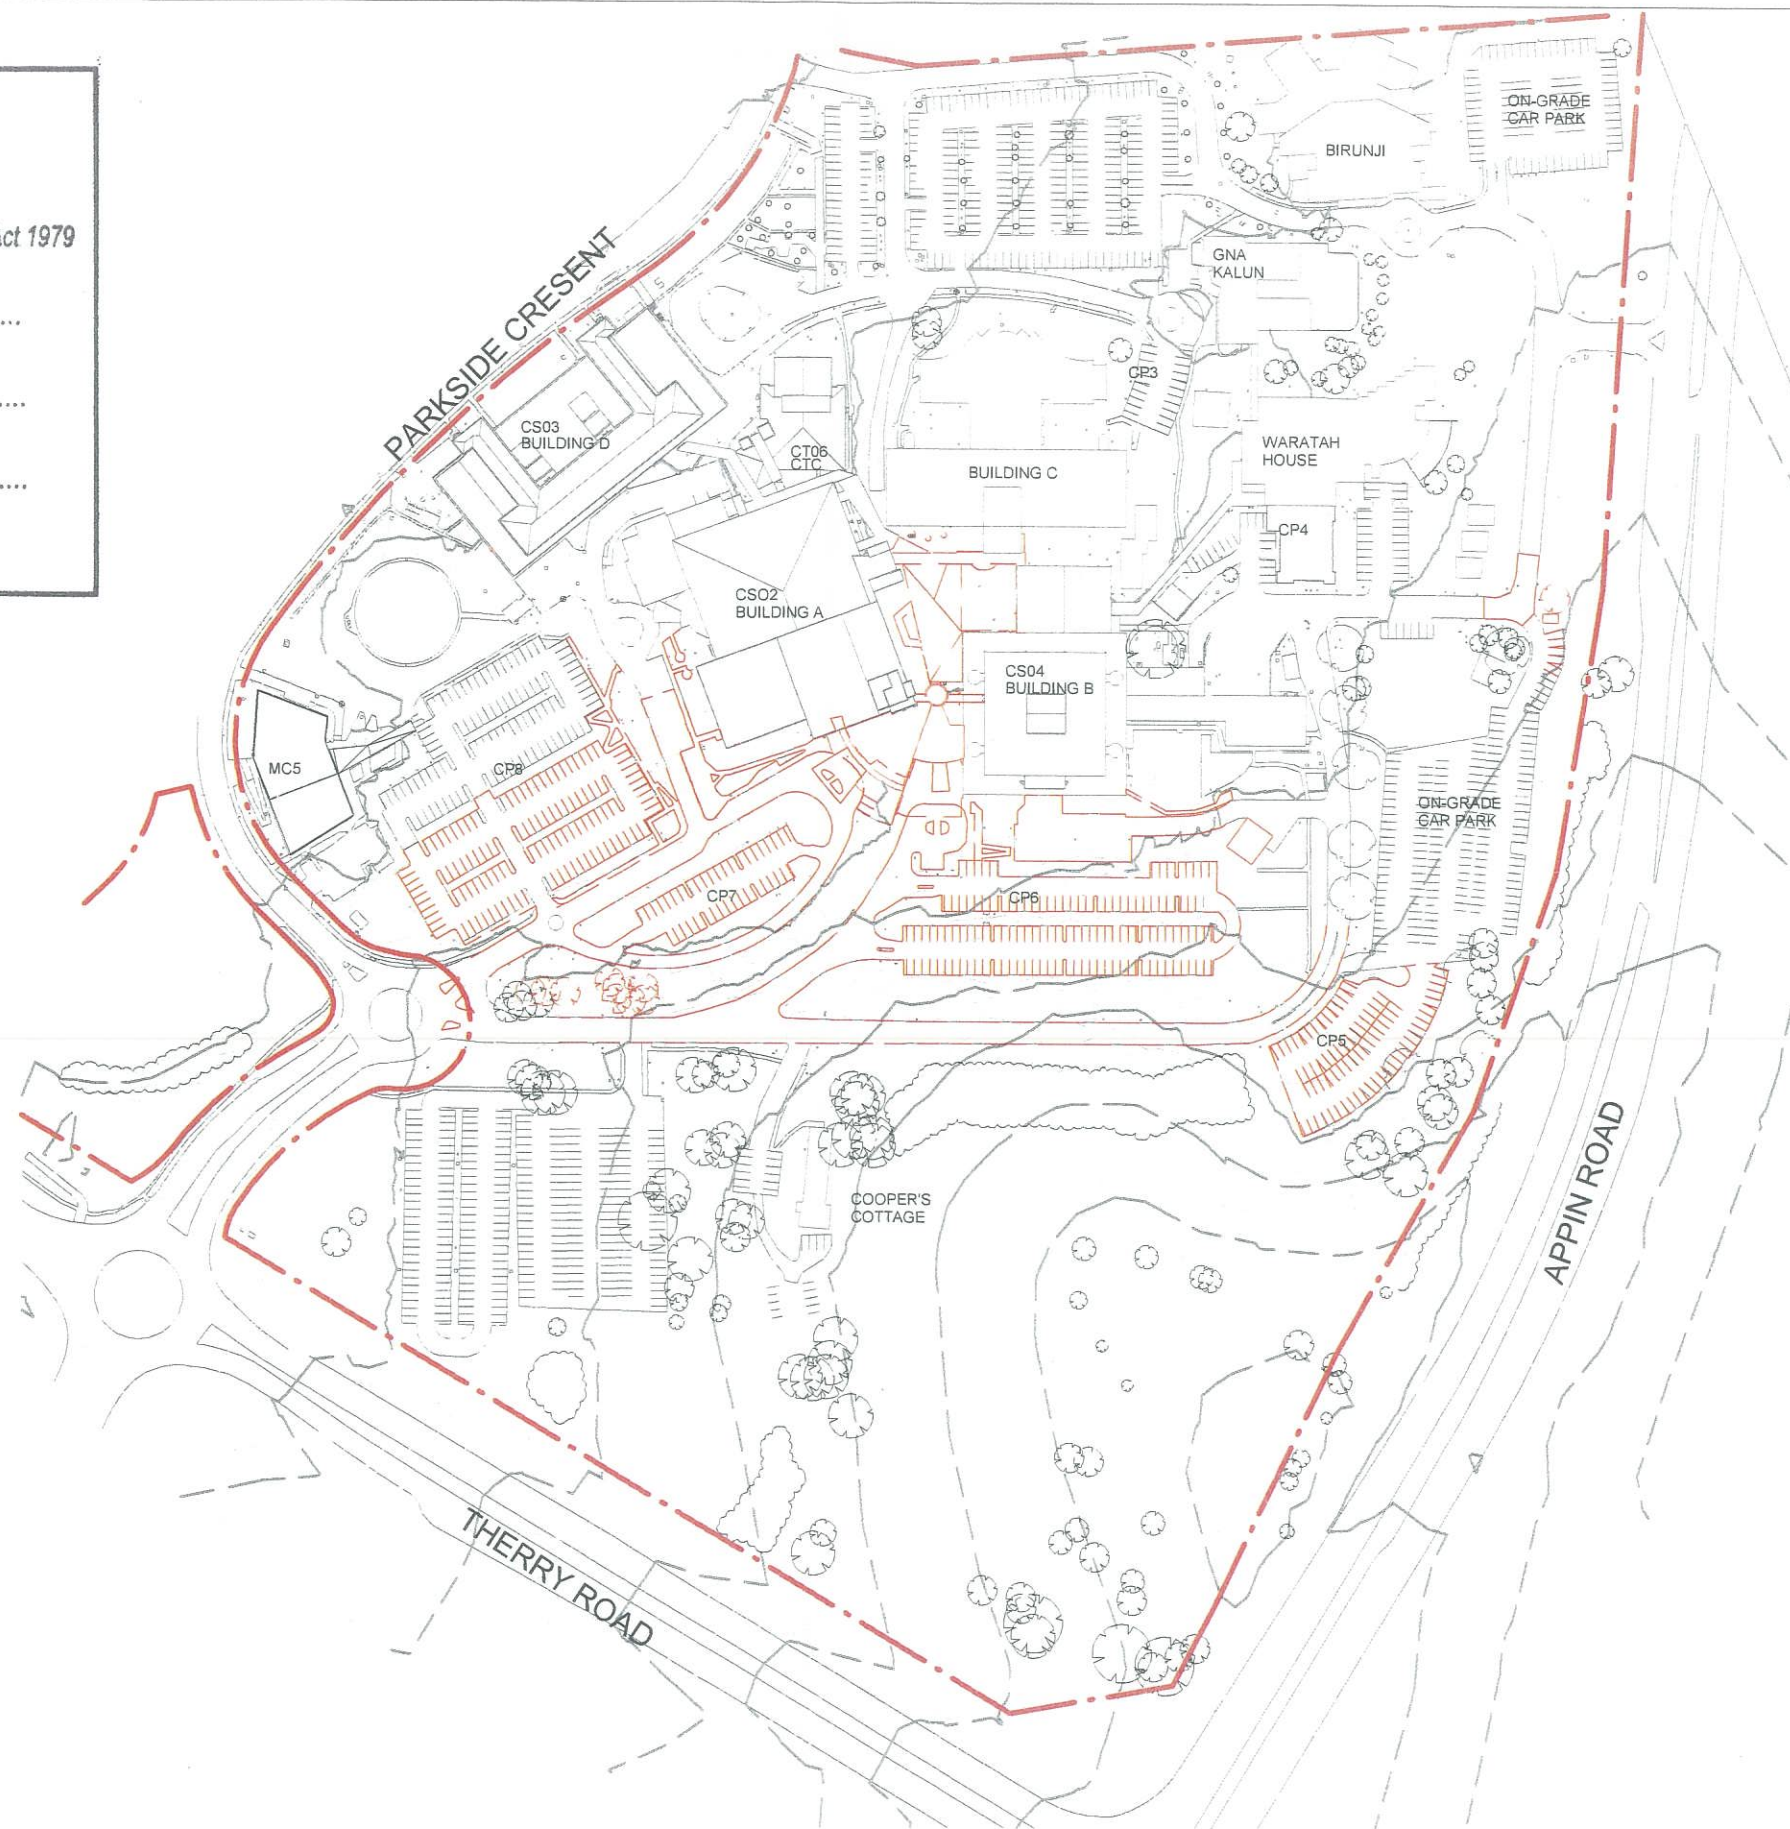 ct 1979
ON-GRADE
CAR PARK
BIRUNJI
GNA
KALUN
PARKSIDE CRESENT
CP3
CS03
BUILDING D
CT06
CTC
BUILDING C
WARATAH
HOUSE
CP4
CSO2
BUILDING A
CS04
BUILDING B
MC5
CP8
ON-GRADE
CAR PARK
CP7
CP6
CP5
COOPER'S
COTTAGE
APPIN ROAD
THERRY ROAD